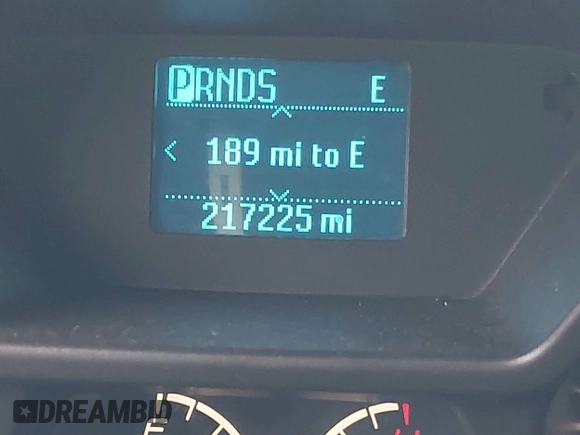 PRNDS E
< 189 mi to E
217225 mi
E
DREAMBID